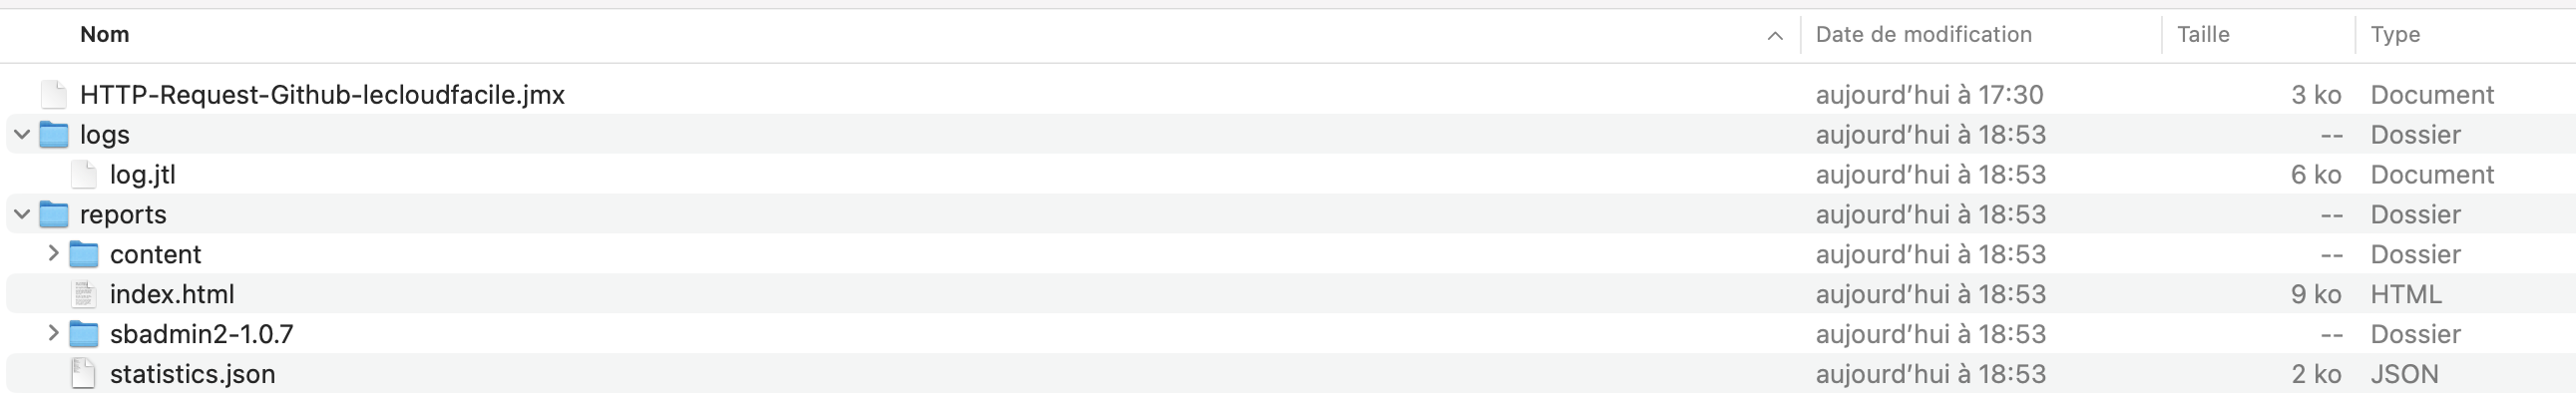 Nom Date de modification Taille Type
HTTP-Request-Github-lecloudfacile.jmx aujourd’hui à 17:30 3 ko Document
logs aujourd’hui à 18:53 -- Dossier
log.jtl aujourd’hui à 18:53 6 ko Document
reports aujourd’hui à 18:53 -- Dossier
content aujourd’hui à 18:53 -- Dossier
index.html aujourd’hui à 18:53 9 ko HTML
sbadmin2-1.0.7 aujourd’hui à 18:53 -- Dossier
statistics.json aujourd’hui à 18:53 2 ko JSON